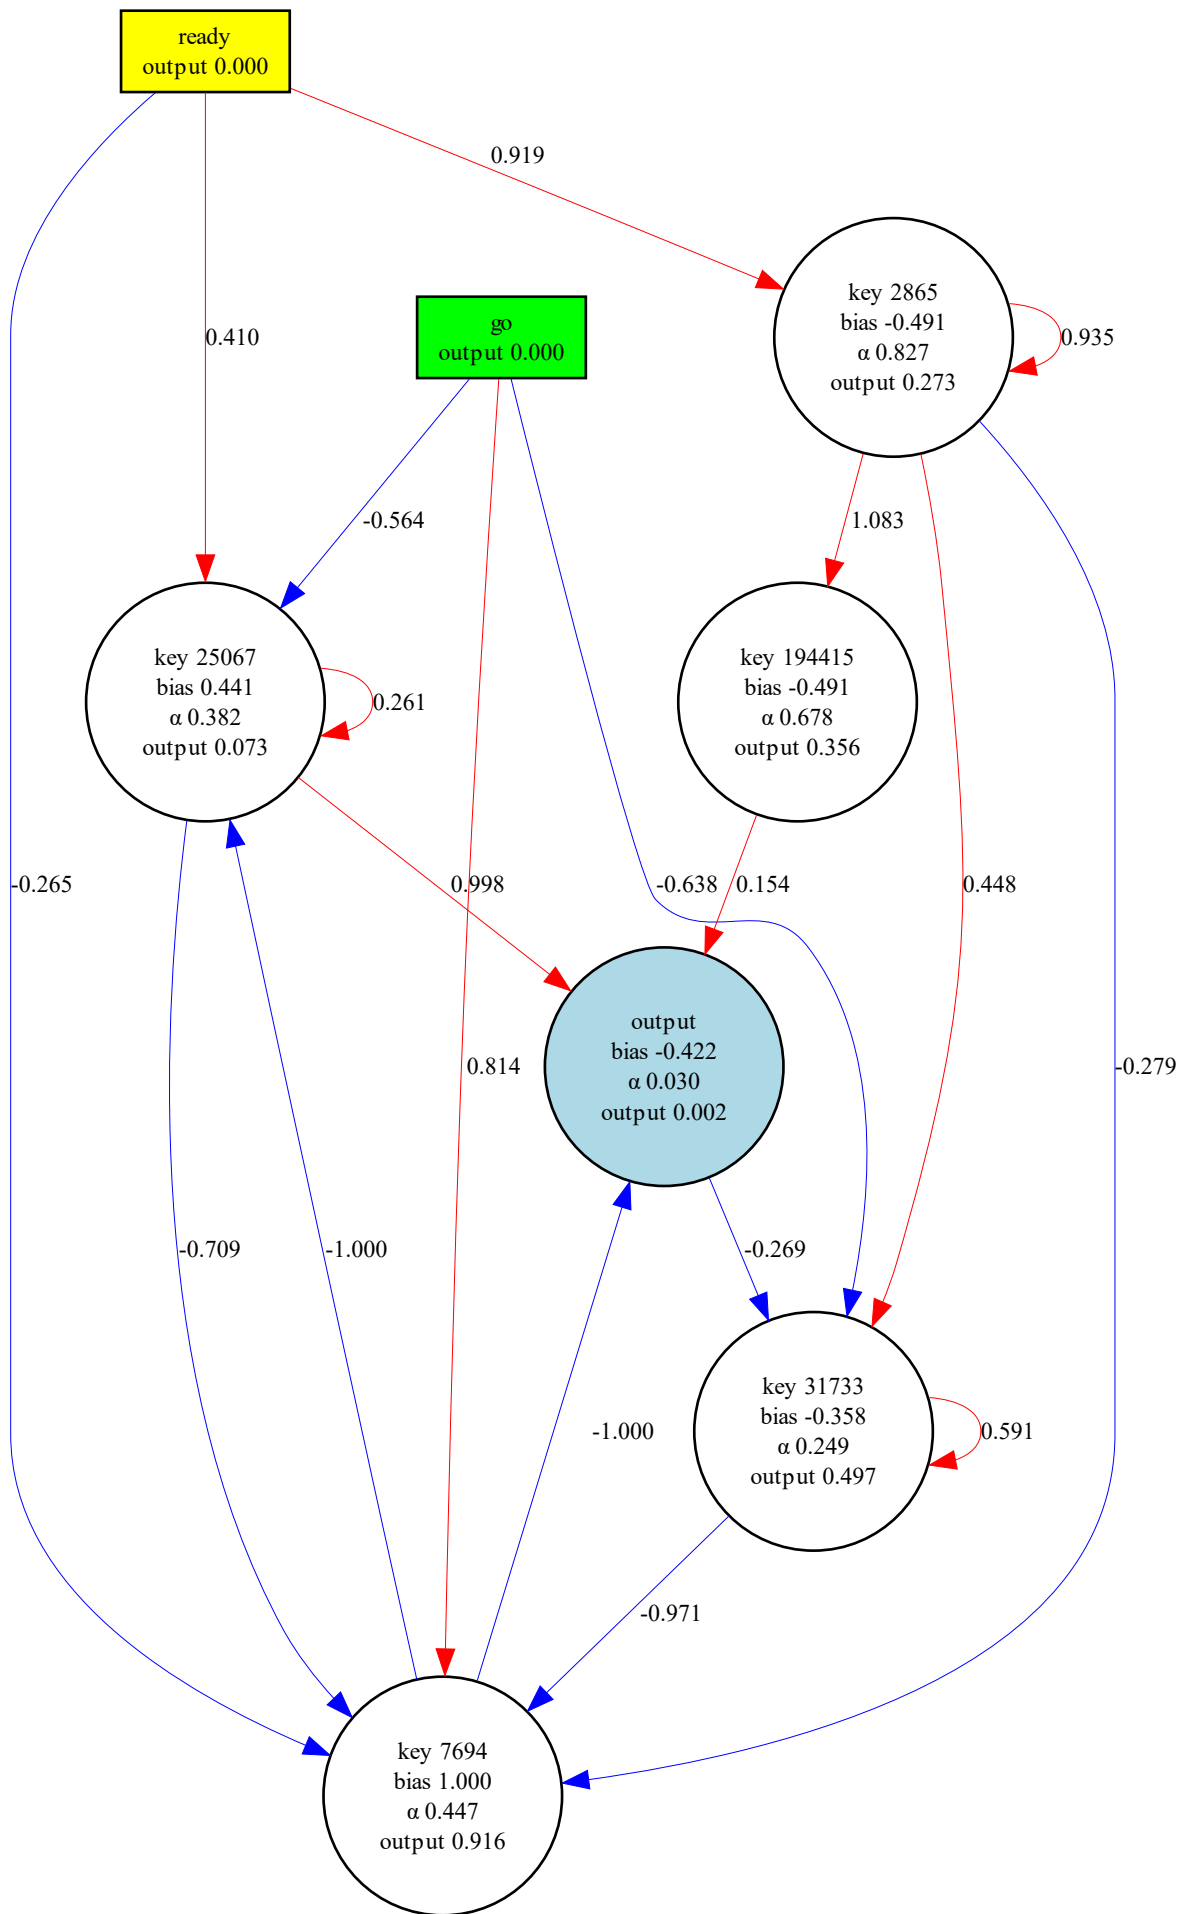 ready
output 0.000
0.919
key 2865
bias -0.491
α 0.827
output 0.273
0.935
go
output 0.000
0.410
-0.564
1.083
key 25067
bias 0.441
α 0.382
output 0.073
0.261
key 194415
bias -0.491
α 0.678
output 0.356
-0.265
0.998
-0.638
0.154
0.448
output
bias -0.422
α 0.030
output 0.002
0.814
-0.279
-0.709
-1.000
-0.269
key 31733
bias -0.358
α 0.249
output 0.497
-1.000
0.591
-0.971
key 7694
bias 1.000
α 0.447
output 0.916